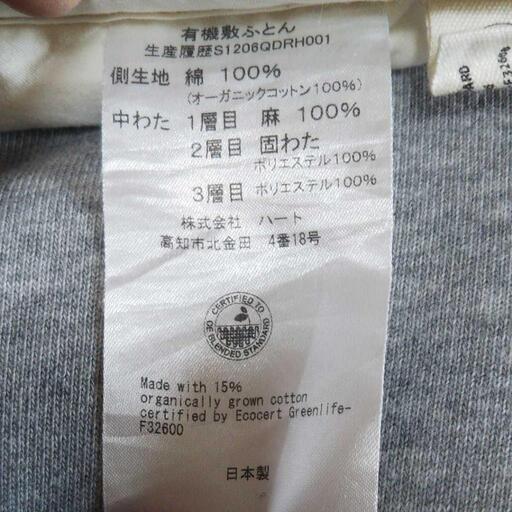 有機敷ふとん
生産履歴S1206QDRH001
側生地 綿 100%
(オーガニックコットン100%)
中わた 1層目 麻 100%
2層目 固わた
ポリエステル100%
3層目 ポリエステル100%
株式会社 ハート
高知市北金田 4番18号
CERTIFIED TO
OE BLENDED STANDARD
Made with 15%
organically grown cotton
certified by Ecocert Greenlife-
F32600
日本製